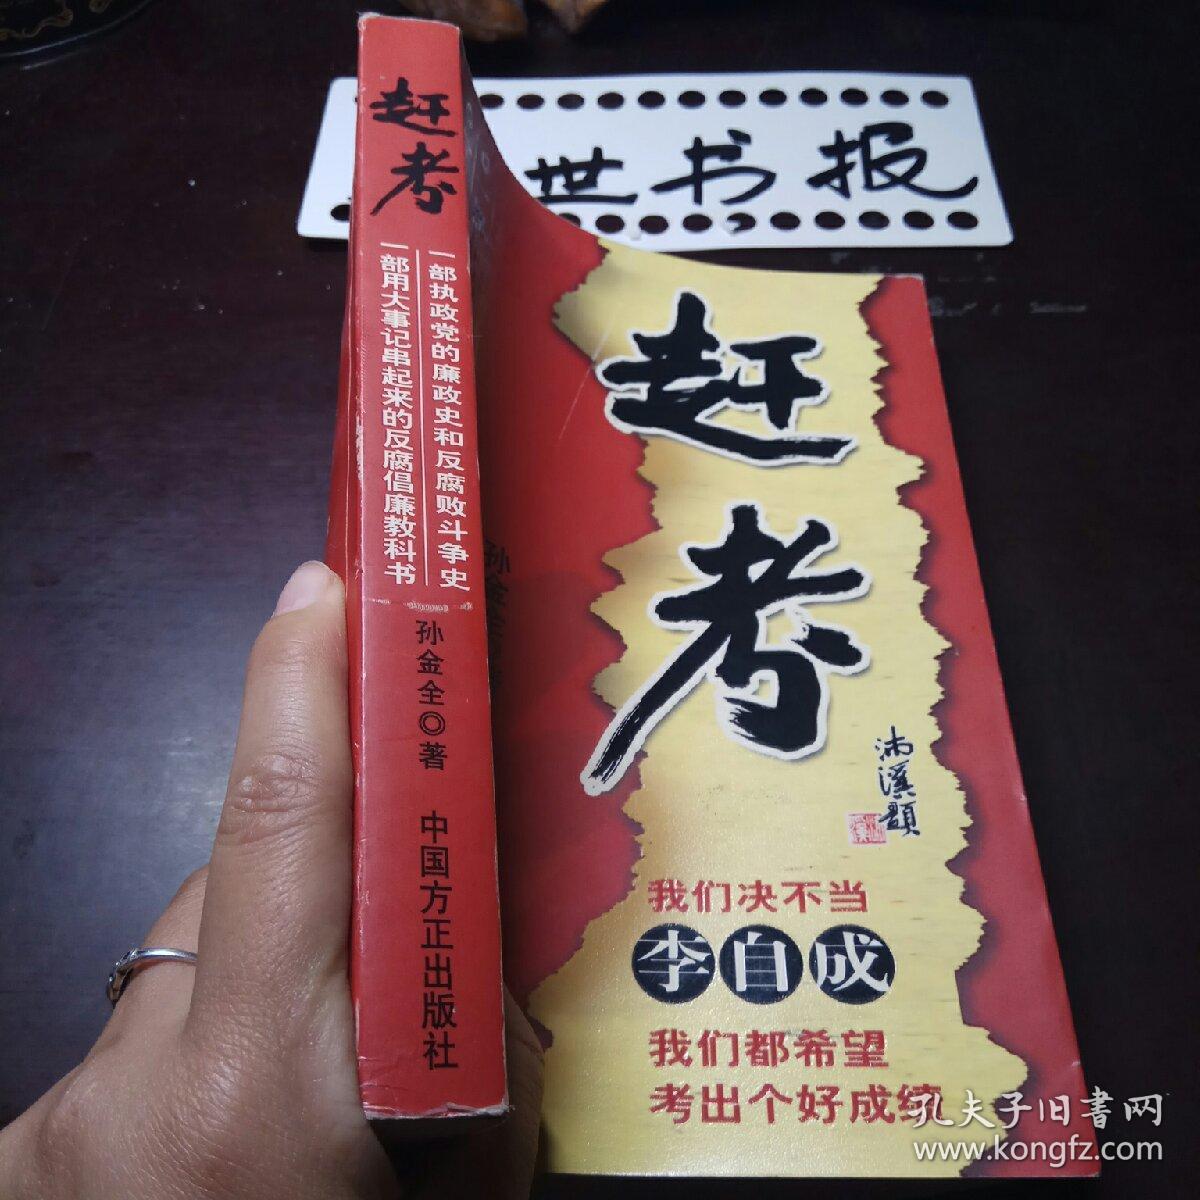 赶考
一部执政党的廉政史和反腐败斗争史
一部用大事记串起来的反腐倡廉教科书
孙金全◎著
中国方正出版社
世书报
赶考
沛溪题
我们决不当
李自成
我们都希望
考出个好成绩
孙金全
孔夫子旧书网
www.kongfz.com